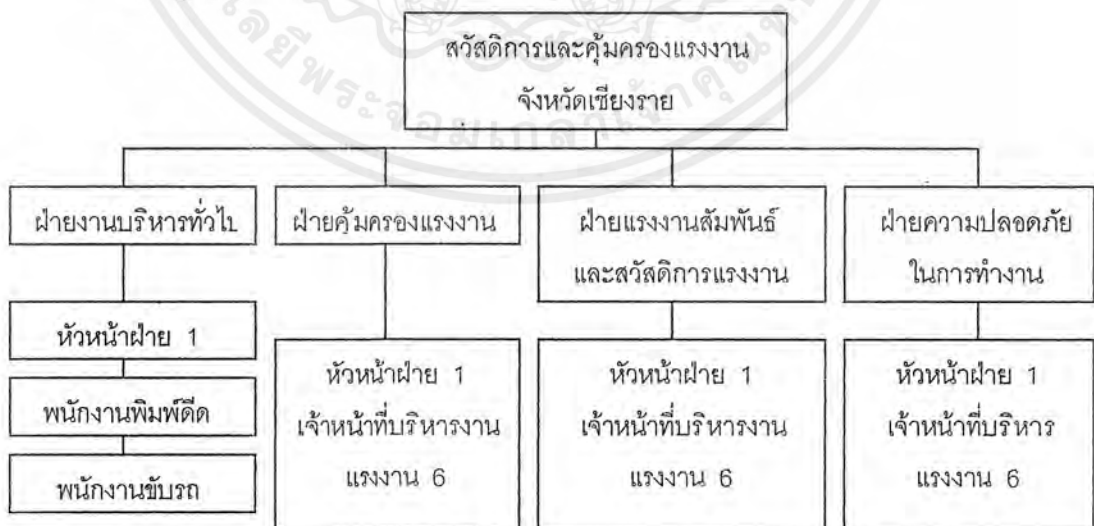 สวัสดิการและคุ้มครองแรงงาน
จังหวัดเชียงราย
ฝ่ายงานบริหารทั่วไป
ฝ่ายคุ้มครองแรงงาน
ฝ่ายแรงงานสัมพันธ์
และสวัสดิการแรงงาน
ฝ่ายความปลอดภัย
ในการทำงาน
หัวหน้าฝ่าย 1
พนักงานพิมพ์ดีด
พนักงานขับรถ
หัวหน้าฝ่าย 1
เจ้าหน้าที่บริหารงาน
แรงงาน 6
หัวหน้าฝ่าย 1
เจ้าหน้าที่บริหารงาน
แรงงาน 6
หัวหน้าฝ่าย 1
เจ้าหน้าที่บริหาร
แรงงาน 6